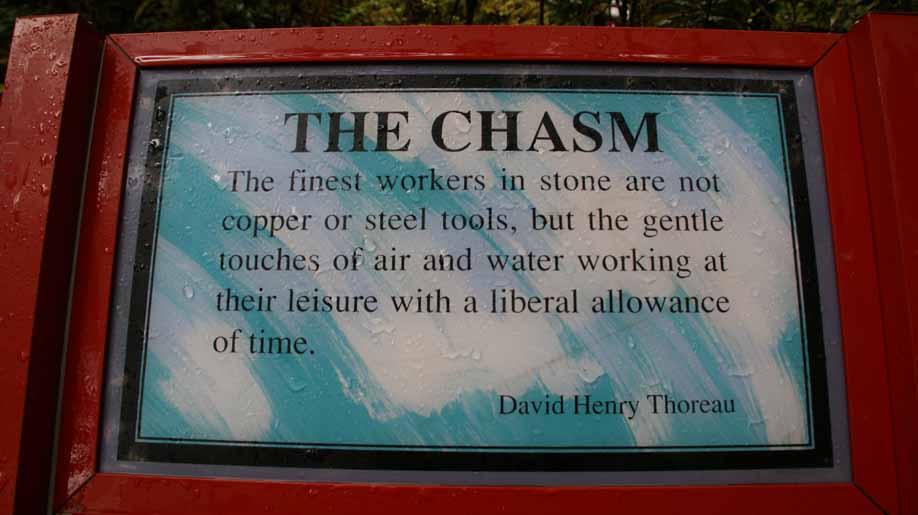 THE CHASM
The finest workers in stone are not
copper or steel tools, but the gentle
touches of air and water working at
their leisure with a liberal allowance
of time.
David Henry Thoreau